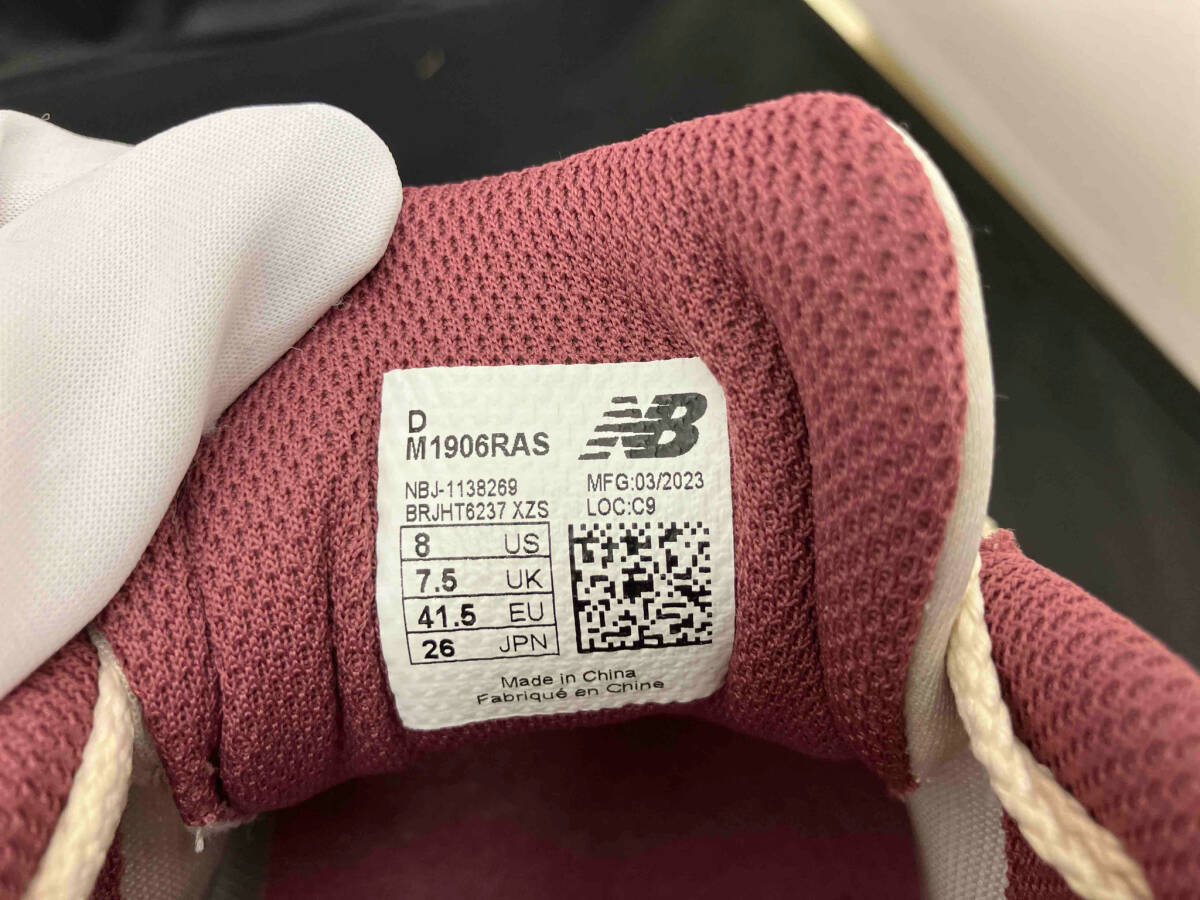 D
M1906RAS
NB
NBJ-1138269
BRJHT6237 XZS
MFG:03/2023
LOC:C9
8 US
7.5 UK
41.5 EU
26 JPN
Made in China
Fabriqué en Chine